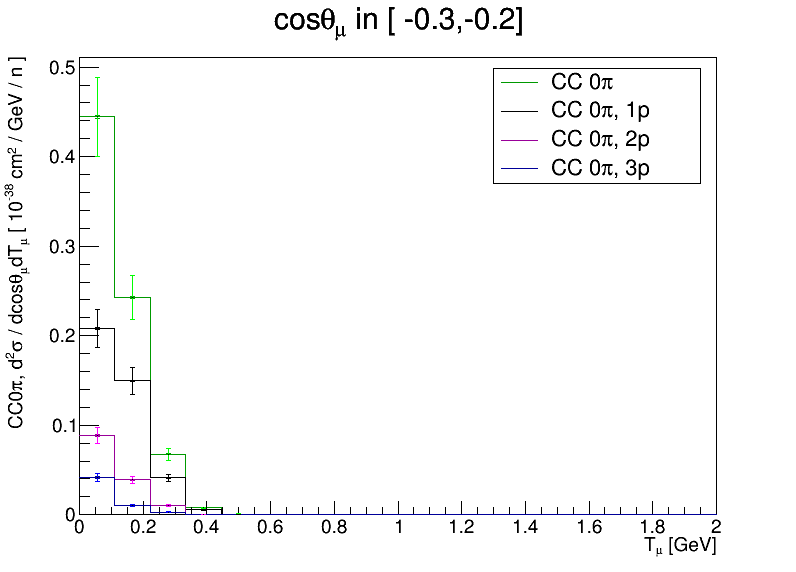 cosθμ in [ -0.3,-0.2]
CC0π, d²σ / dcosθμdTμ [ 10⁻³⁸ cm² / GeV / n ]
0.5
0.4
0.3
0.2
0.1
0
CC 0π
CC 0π, 1p
CC 0π, 2p
CC 0π, 3p
0 0.2 0.4 0.6 0.8 1 1.2 1.4 1.6 1.8 2
Tμ [GeV]